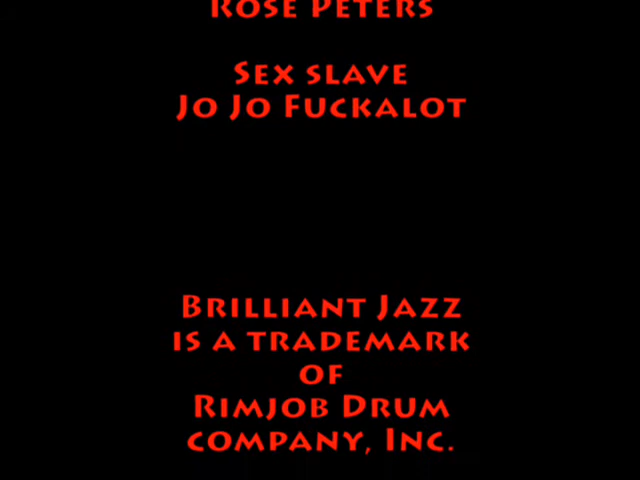 Rose Peters
Sex slave
Jo Jo Fuckalot
Brilliant Jazz
is a trademark
of
Rimjob Drum
company, Inc.